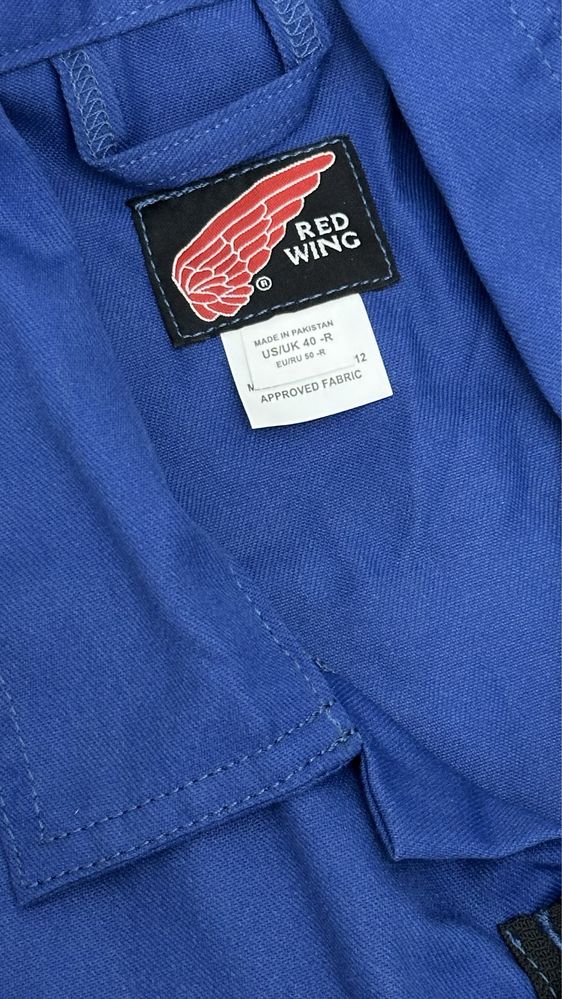 RED
WING
®
MADE IN PAKISTAN
US/UK 40 -R
EU/RU 50 -R
12
APPROVED FABRIC